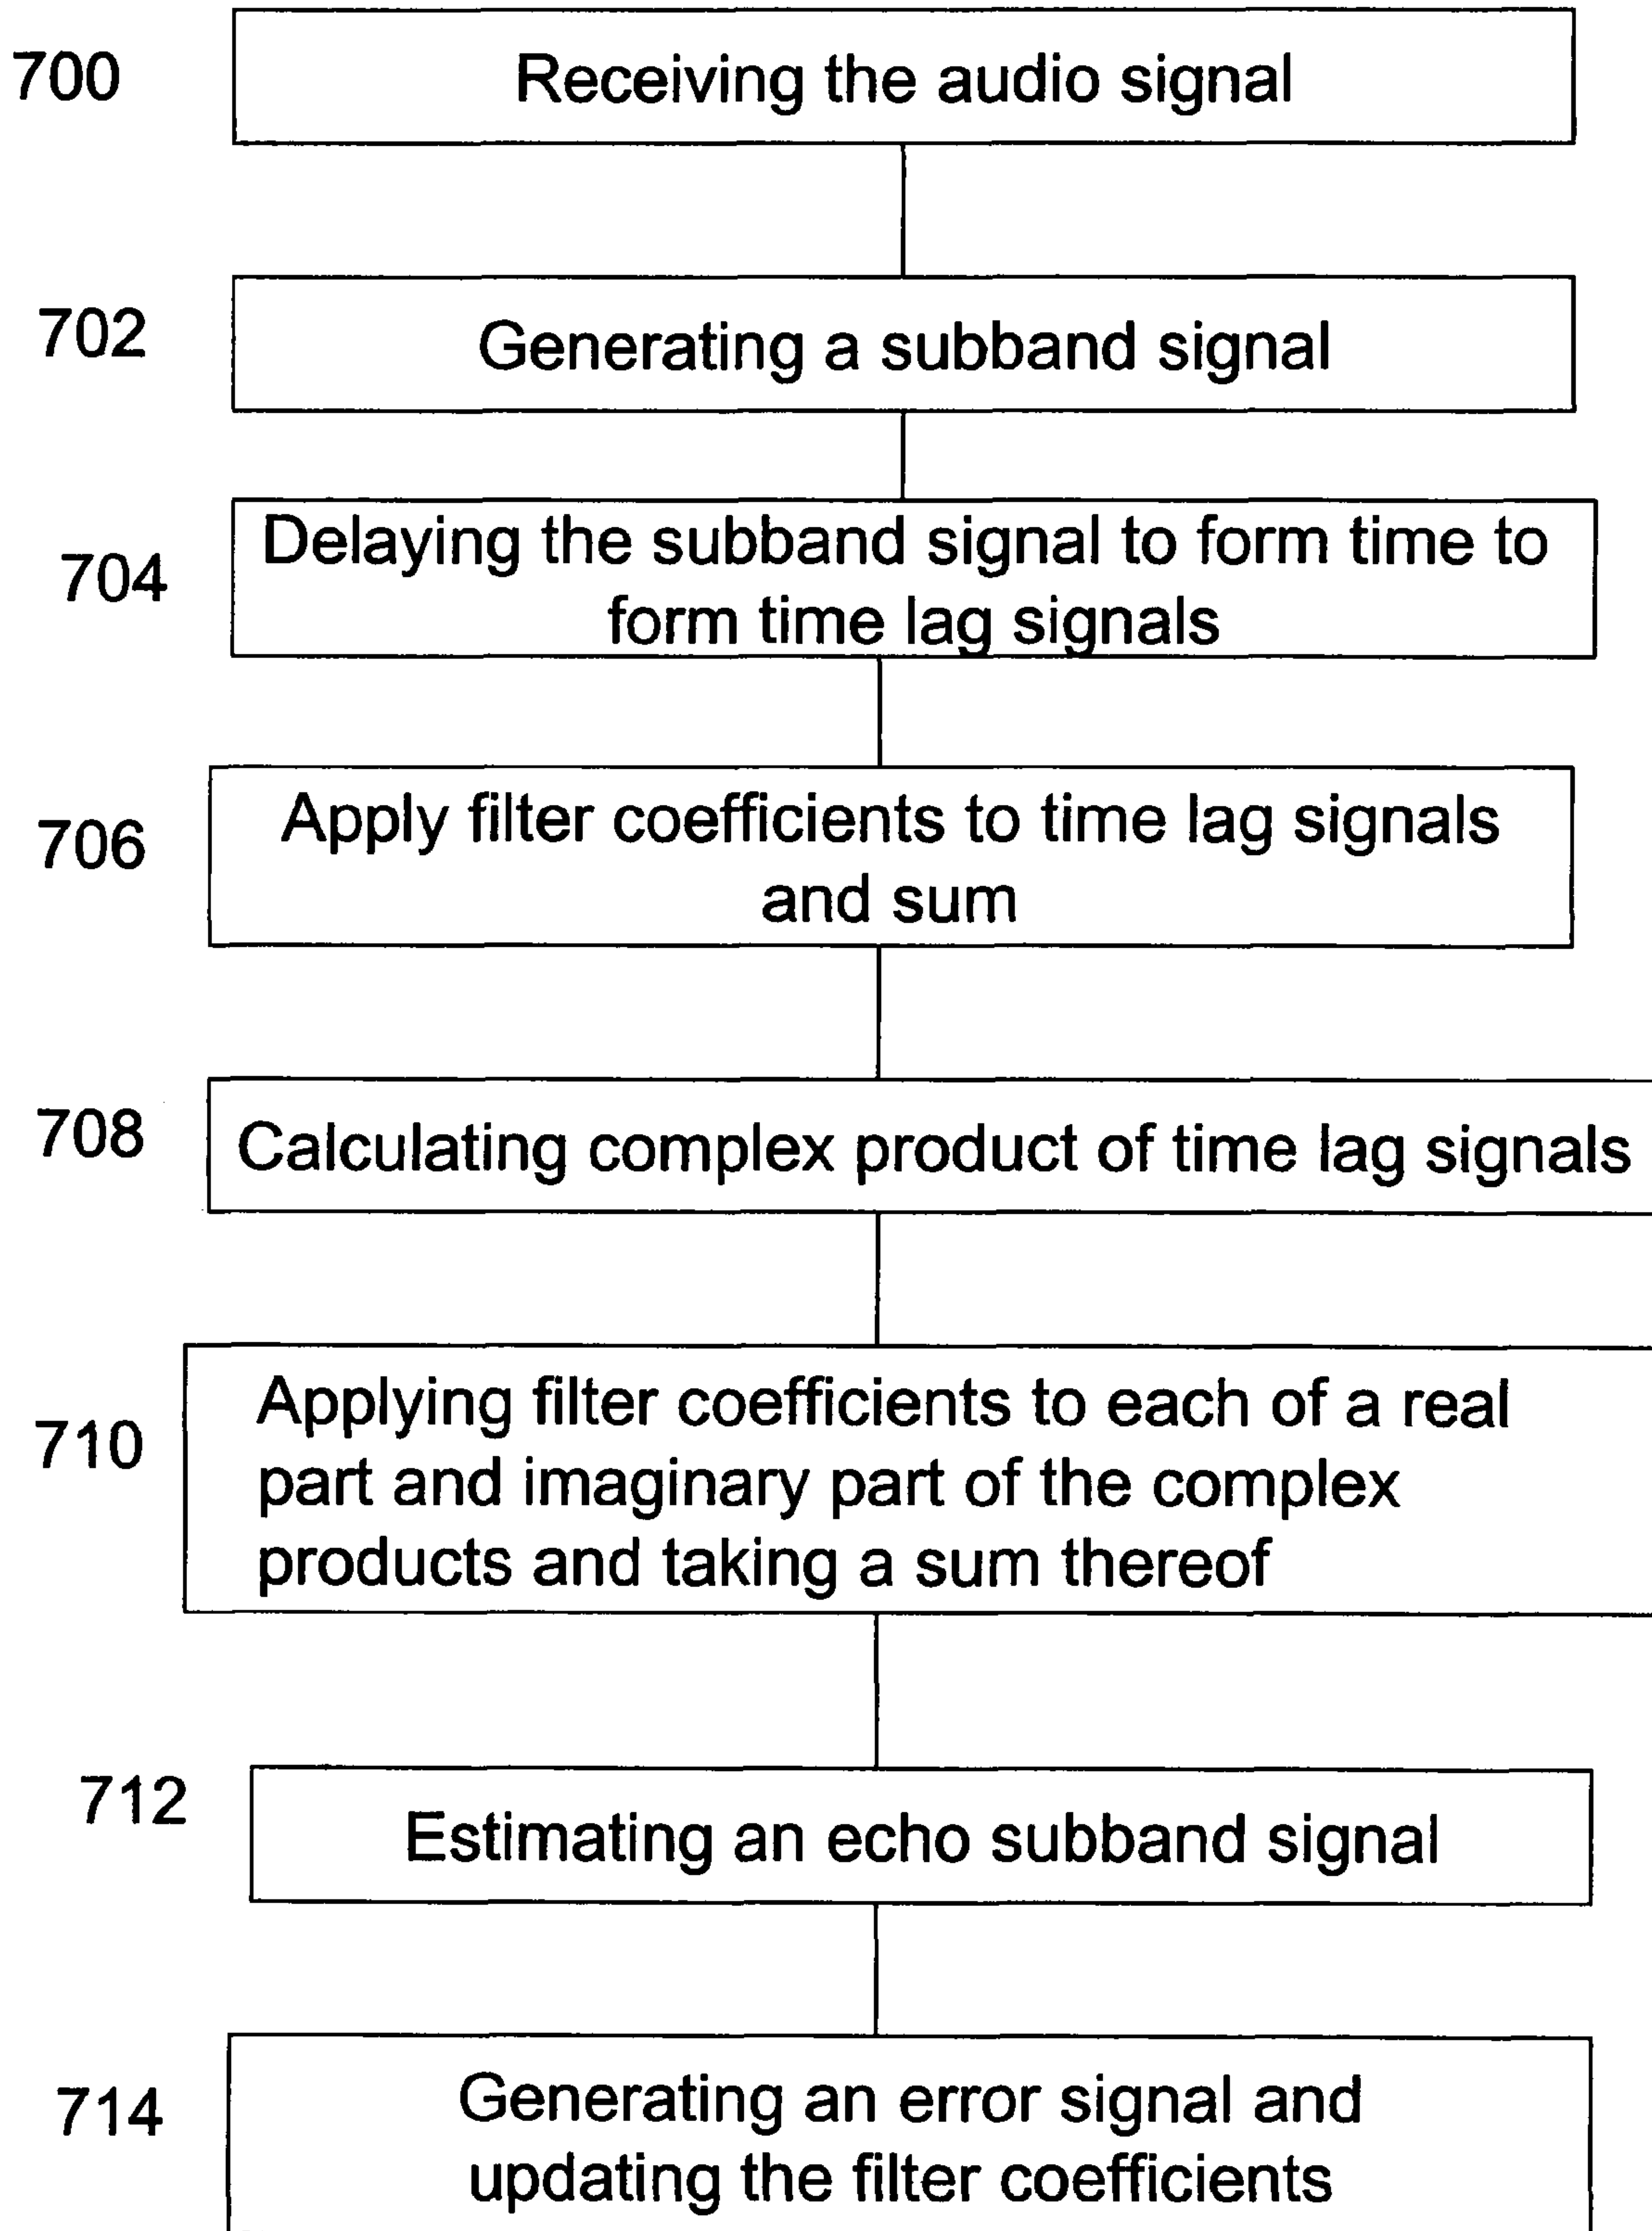 700
Receiving the audio signal
702
Generating a subband signal
704
Delaying the subband signal to form time to
form time lag signals
706
Apply filter coefficients to time lag signals
and sum
708
Calculating complex product of time lag signals
710
Applying filter coefficients to each of a real
part and imaginary part of the complex
products and taking a sum thereof
712
Estimating an echo subband signal
714
Generating an error signal and
updating the filter coefficients